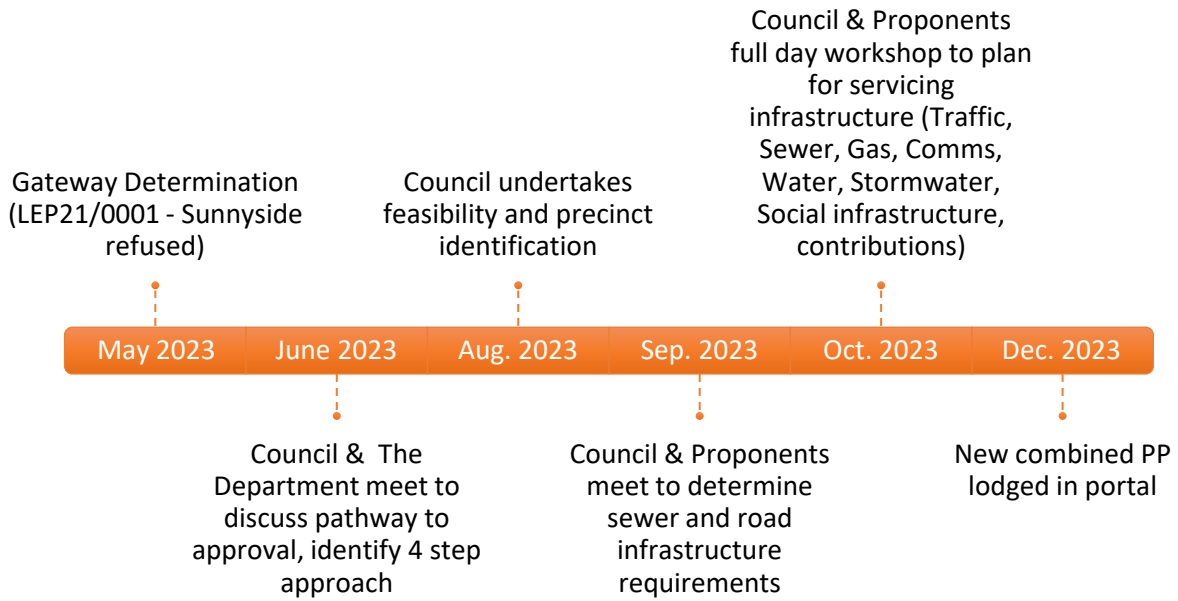 Council & Proponents
full day workshop to plan
for servicing
infrastructure (Traffic,
Sewer, Gas, Comms,
Water, Stormwater,
Social infrastructure,
contributions)
Gateway Determination
(LEP21/0001 - Sunnyside
refused)
Council undertakes
feasibility and precinct
identification
May 2023
June 2023
Aug. 2023
Sep. 2023
Oct. 2023
Dec. 2023
Council & The
Department meet to
discuss pathway to
approval, identify 4 step
approach
Council & Proponents
meet to determine
sewer and road
infrastructure
requirements
New combined PP
lodged in portal